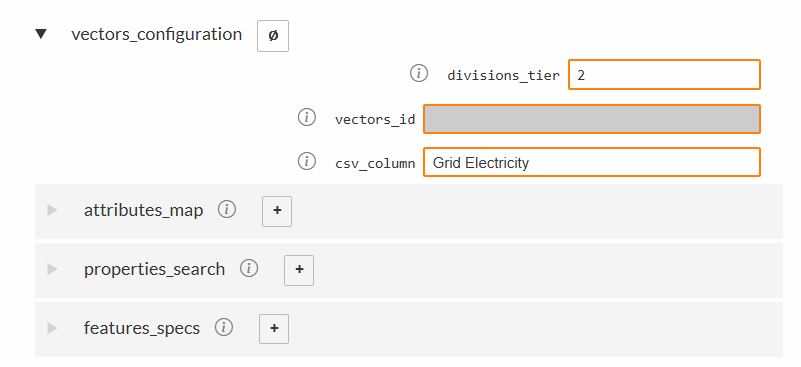 vectors_configuration ø
divisions_tier 2
vectors_id
csv_column Grid Electricity
attributes_map +
properties_search +
features_specs +